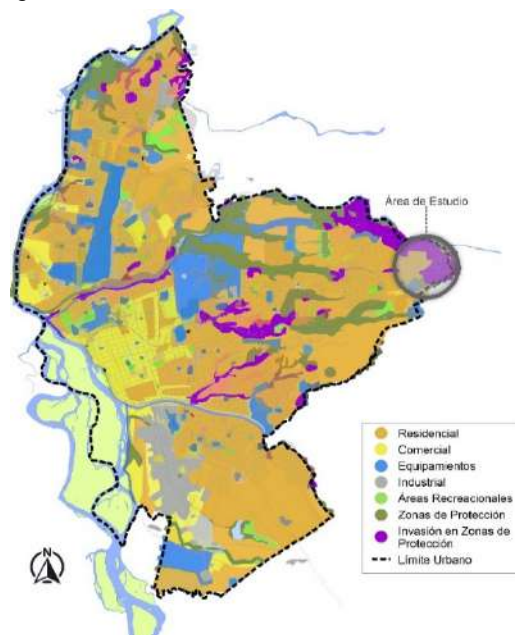 Área de Estudio
Residencial
Comercial
Equipamientos
Industrial
Áreas Recreacionales
Zonas de Protección
Invasión en Zonas de
Protección
Límite Urbano
N